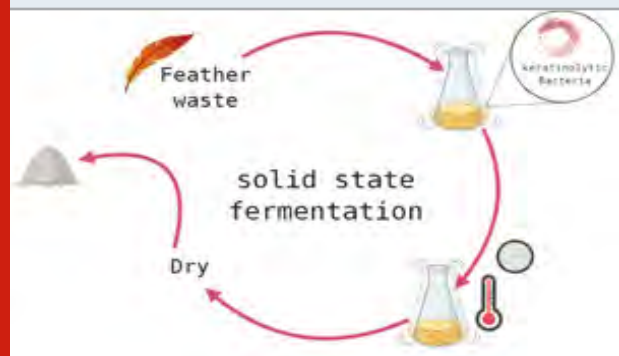 Feather
waste
keratinolytic
Bacteria
solid state
fermentation
Dry